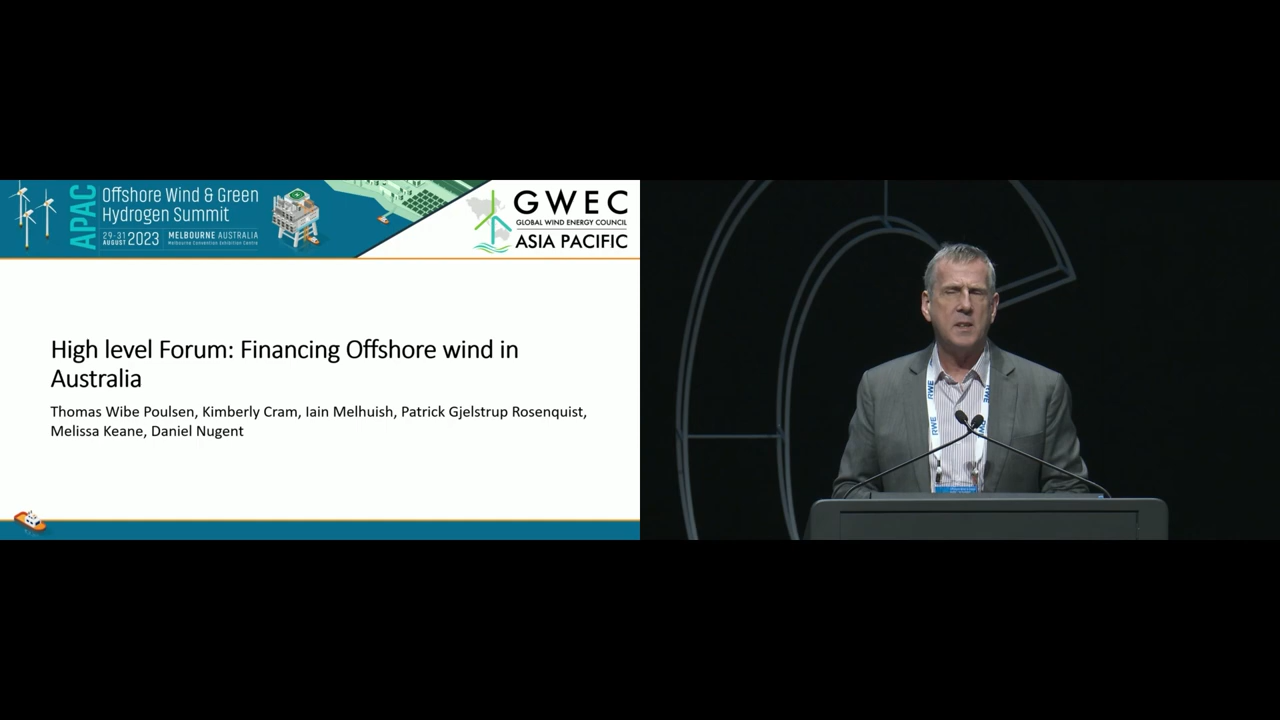 APAC
Offshore Wind & Green
Hydrogen Summit
29-31
AUGUST 2023
MELBOURNE AUSTRALIA
Melbourne Convention Exhibition Centre
GWEC
GLOBAL WIND ENERGY COUNCIL
ASIA PACIFIC
High level Forum: Financing Offshore wind in
Australia
Thomas Wibe Poulsen, Kimberly Cram, Iain Melhuish, Patrick Gjelstrup Rosenquist,
Melissa Keane, Daniel Nugent
RWE
RWE
RWE